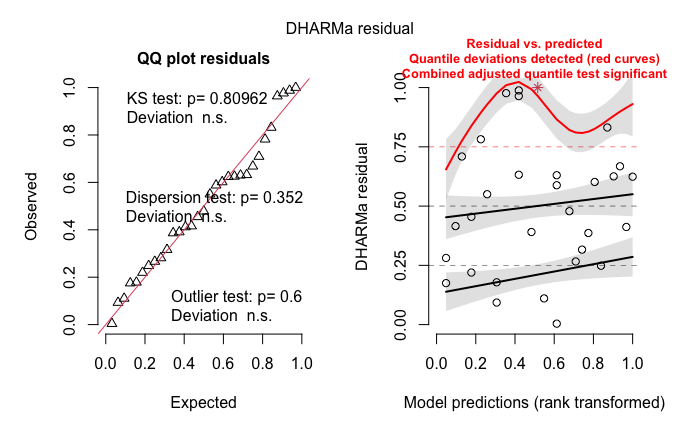 DHARMa residual
QQ plot residuals
KS test: p= 0.80962
Deviation n.s.
Dispersion test: p= 0.352
Deviation n.s.
Outlier test: p= 0.6
Deviation n.s.
Observed
0.0 0.2 0.4 0.6 0.8 1.0
0.0 0.2 0.4 0.6 0.8 1.0
Expected
Residual vs. predicted
Quantile deviations detected (red curves)
Combined adjusted quantile test significant
DHARMa residual
0.00 0.25 0.50 0.75 1.00
0.0 0.2 0.4 0.6 0.8 1.0
Model predictions (rank transformed)